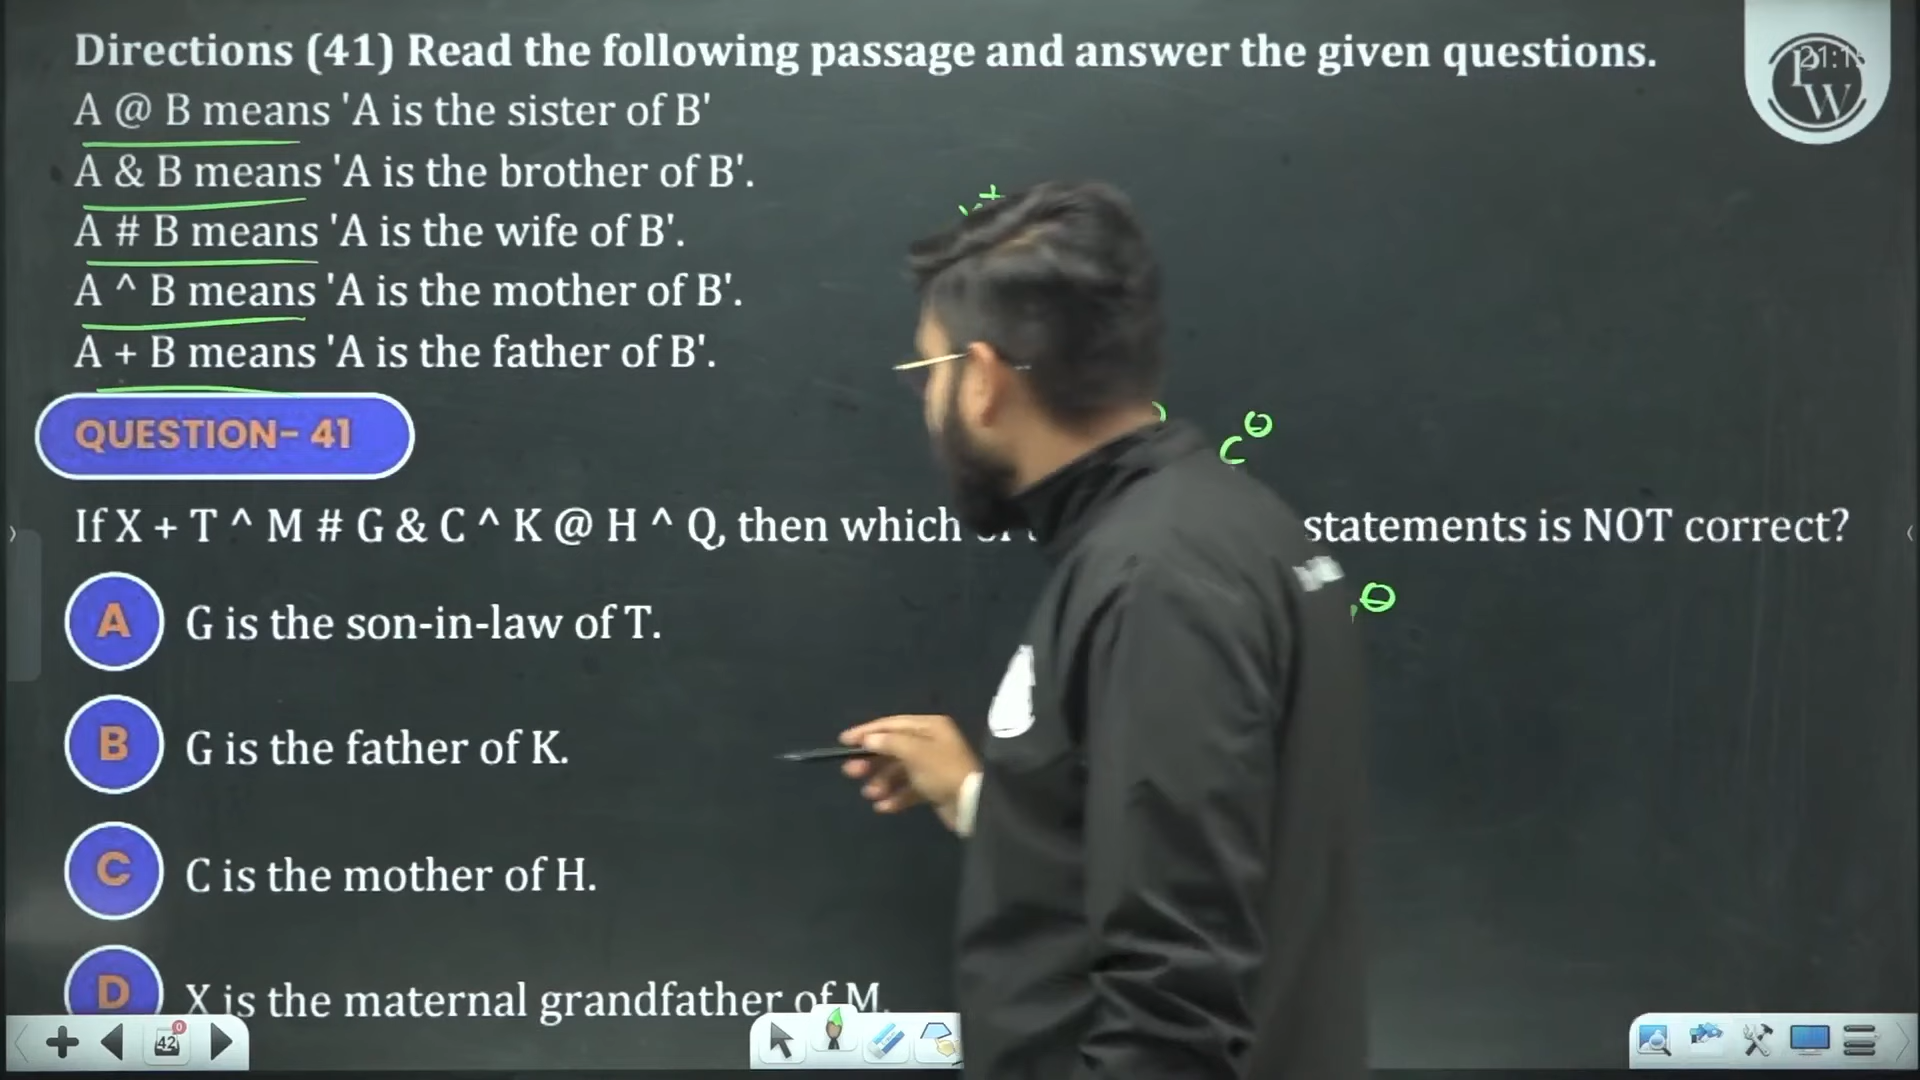 Directions (41) Read the following passage and answer the given questions.
A @ B means 'A is the sister of B'
A & B means 'A is the brother of B'.
A # B means 'A is the wife of B'.
A ^ B means 'A is the mother of B'.
A + B means 'A is the father of B'.
QUESTION- 41
If X + T ^ M # G & C ^ K @ H ^ Q, then which statements is NOT correct?
A G is the son-in-law of T.
B G is the father of K.
C C is the mother of H.
D X is the maternal grandfather of M.
C
PW
42
0